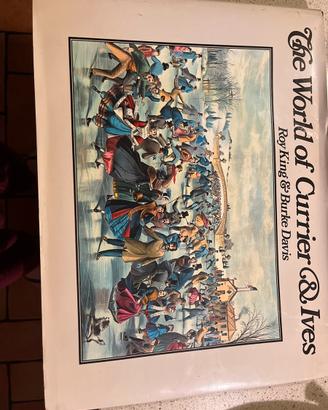 The World of Currier & Ives
Roy King & Burke Davis